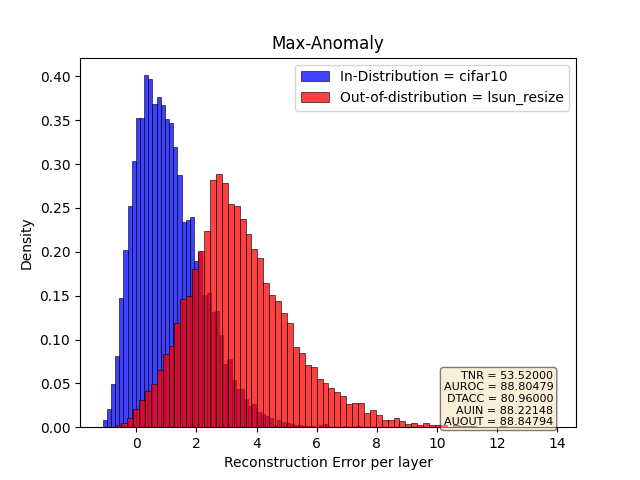 Max-Anomaly
In-Distribution = cifar10
Out-of-distribution = lsun_resize
Density
0.40
0.35
0.30
0.25
0.20
0.15
0.10
0.05
0.00
TNR = 53.52000
AUROC = 88.80479
DTACC = 80.96000
AUIN = 88.22148
AUOUT = 88.84794
0 2 4 6 8 10 12 14
Reconstruction Error per layer